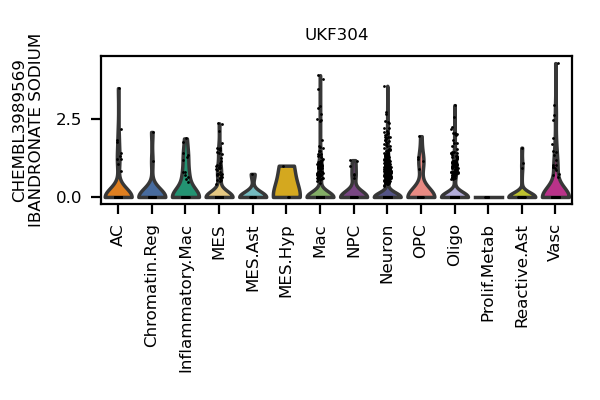 UKF304
CHEMBL3989569
IBANDRONATE SODIUM
2.5
0.0
AC
Chromatin.Reg
Inflammatory.Mac
MES
MES.Ast
MES.Hyp
Mac
NPC
Neuron
OPC
Oligo
Prolif.Metab
Reactive.Ast
Vasc